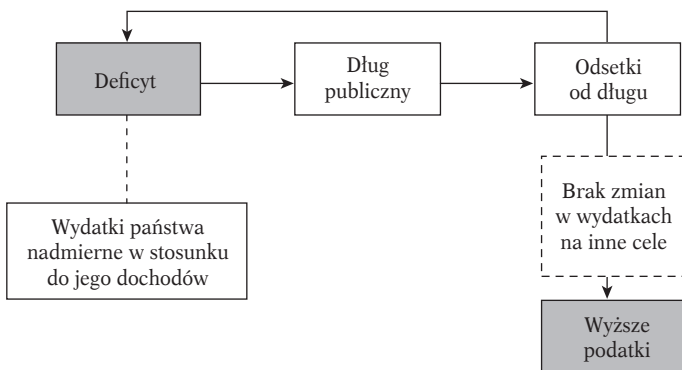 Deficyt
Dług
publiczny
Odsetki
od długu
Wydatki państwa
nadmierne w stosunku
do jego dochodów
Brak zmian
w wydatkach
na inne cele
Wyższe
podatki